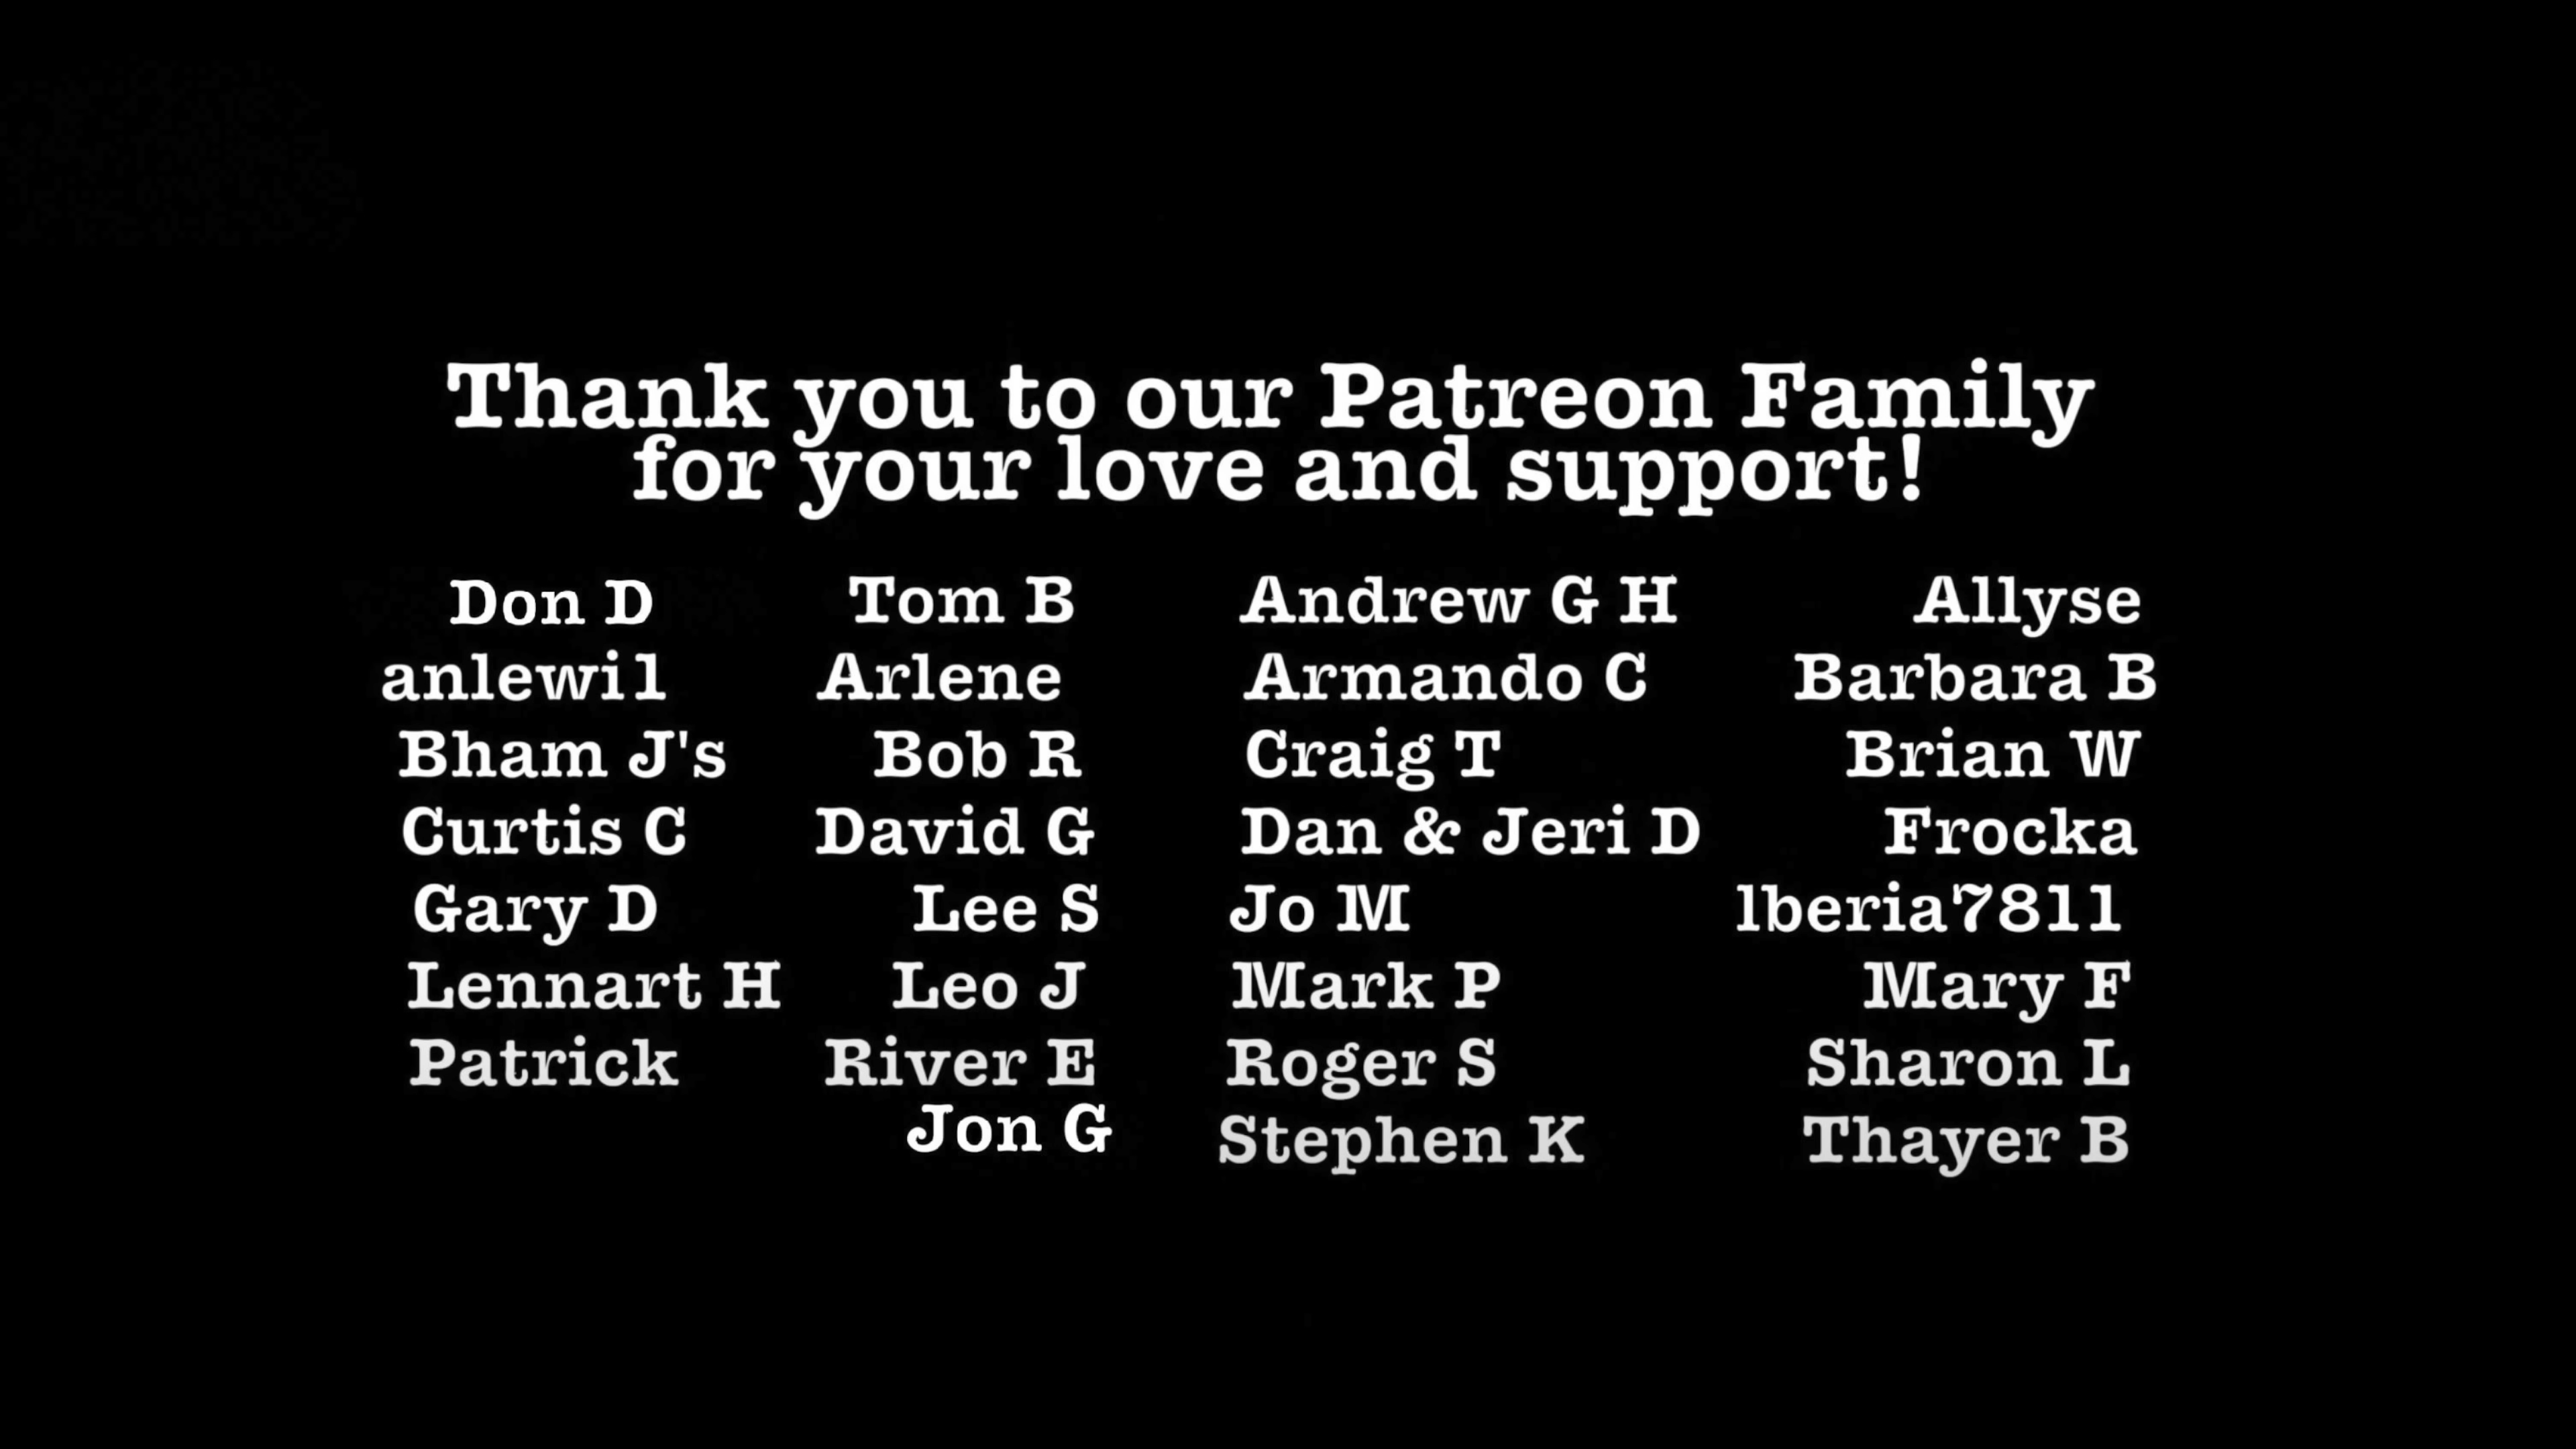 Thank you to our Patreon Family
for your love and support!
Don D Tom B Andrew G H Allyse
anlewi1 Arlene Armando C Barbara B
Bham J's Bob R Craig T Brian W
Curtis C David G Dan & Jeri D Frocka
Gary D Lee S Jo M lberia7811
Lennart H Leo J Mark P Mary F
Patrick River E Roger S Sharon L
Jon G Stephen K Thayer B